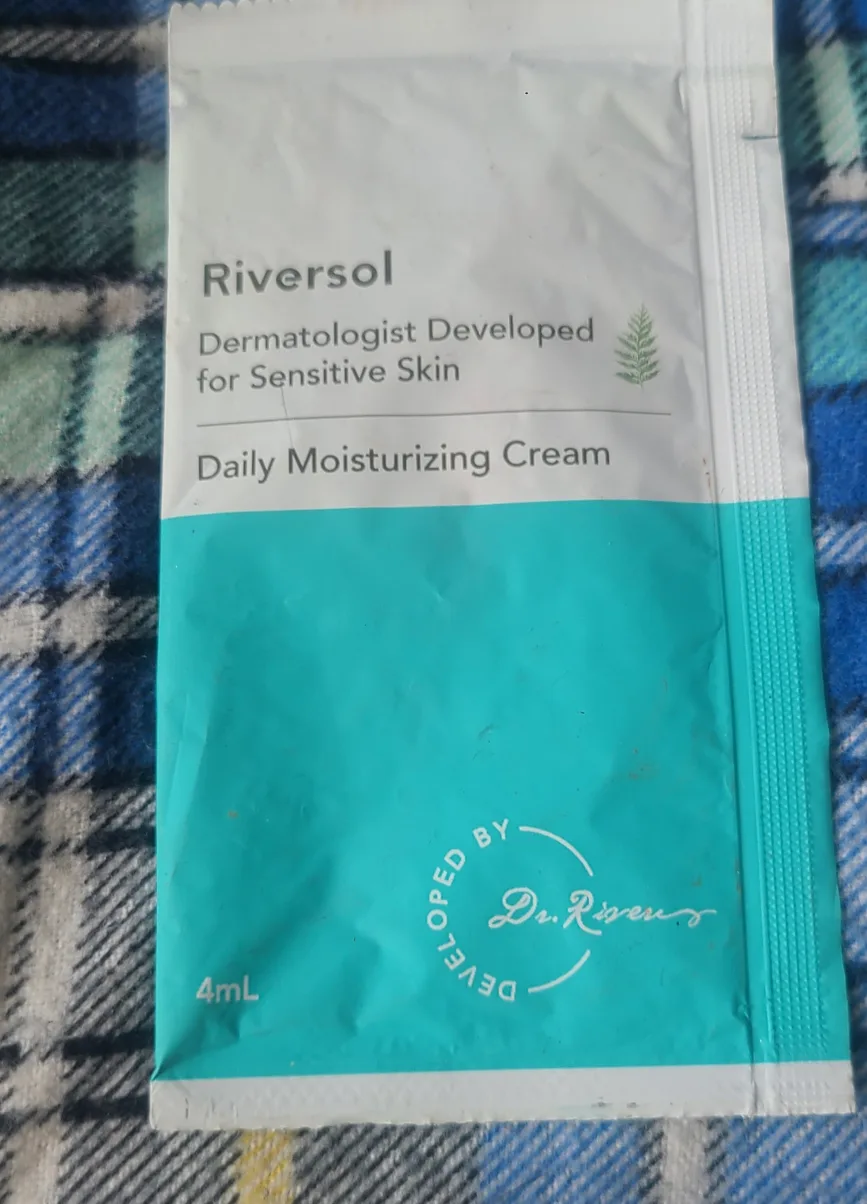 Riversol
Dermatologist Developed
for Sensitive Skin
Daily Moisturizing Cream
DEVELOPED BY
Dr. Rivers
4mL